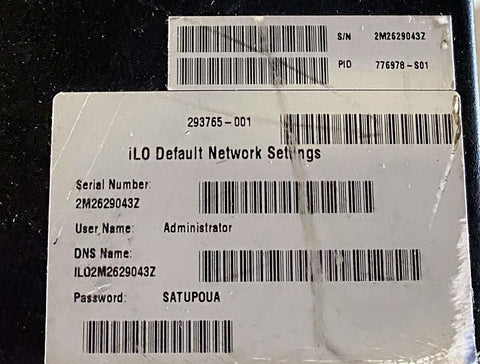 S/N 2M2629043Z
PID 776978-S01
293765-001
iLO Default Network Settings
Serial Number:
2M2629043Z
User Name: Administrator
DNS Name:
ILO2M2629043Z
Password: SATUPOUA